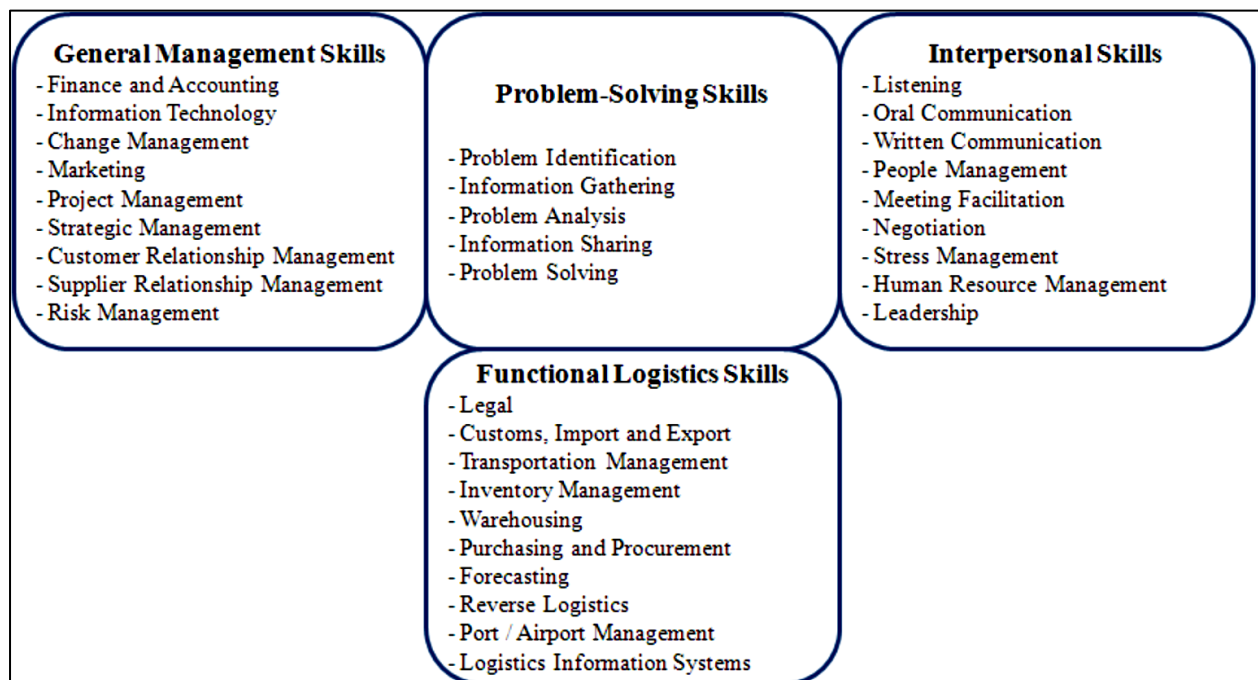 General Management Skills
- Finance and Accounting
- Information Technology
- Change Management
- Marketing
- Project Management
- Strategic Management
- Customer Relationship Management
- Supplier Relationship Management
- Risk Management
Problem-Solving Skills
- Problem Identification
- Information Gathering
- Problem Analysis
- Information Sharing
- Problem Solving
Interpersonal Skills
- Listening
- Oral Communication
- Written Communication
- People Management
- Meeting Facilitation
- Negotiation
- Stress Management
- Human Resource Management
- Leadership
Functional Logistics Skills
- Legal
- Customs, Import and Export
- Transportation Management
- Inventory Management
- Warehousing
- Purchasing and Procurement
- Forecasting
- Reverse Logistics
- Port / Airport Management
- Logistics Information Systems